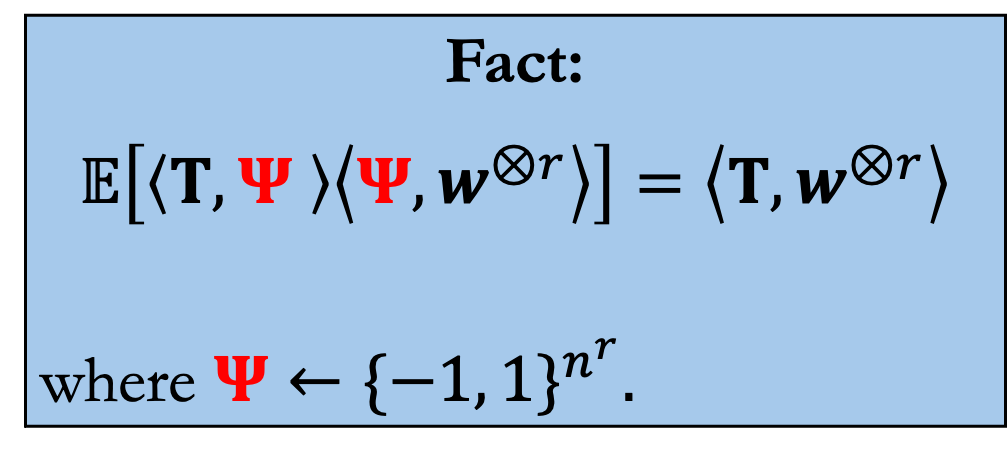 Fact:
𝔼[⟨𝐓, 𝚿 ⟩⟨𝚿, 𝒘^{⊗r}⟩] = ⟨𝐓, 𝒘^{⊗r}⟩
where 𝚿 ← {−1, 1}^{n^r}.